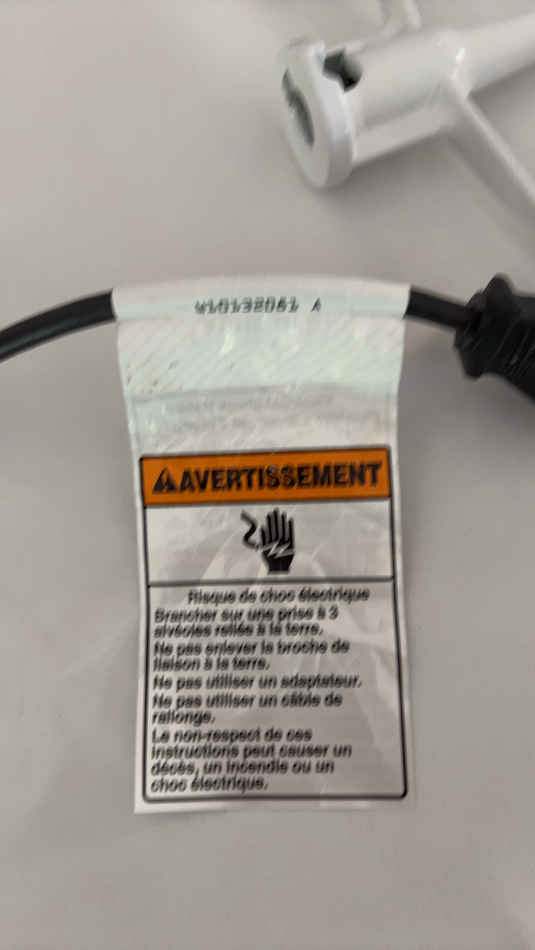 W10132061 A
AVERTISSEMENT
Risque de choc électrique
Brancher sur une prise à 3
alvéoles reliée à la terre.
Ne pas enlever la broche de
liaison à la terre.
Ne pas utiliser un adaptateur.
Ne pas utiliser un câble de
rallonge.
Le non-respect de ces
instructions peut causer un
décès, un incendie ou un
choc électrique.